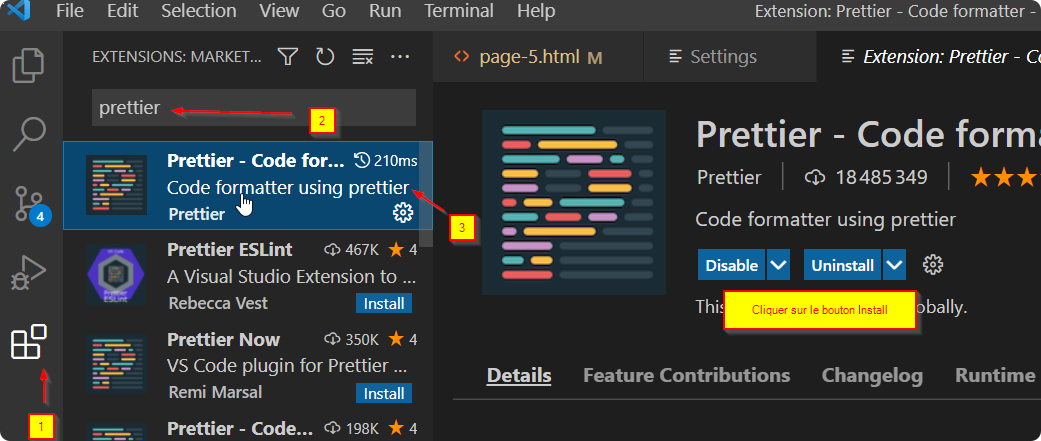 File Edit Selection View Go Run Terminal Help Extension: Prettier - Code formatter -
EXTENSIONS: MARKET...
page-5.html M
Settings
Extension: Prettier - Co
prettier
2
Prettier - Code for... 210ms
Code formatter using prettier
Prettier
3
4
Prettier ESLint 467K 4
A Visual Studio Extension to ...
Rebecca Vest Install
Prettier Now 350K 4
VS Code plugin for Prettier ...
Remi Marsal Install
Prettier - Code... 198K 4
1
Prettier - Code forma
Prettier 18 485 349
Code formatter using prettier
Disable Uninstall
This obally.
Cliquer sur le bouton Install
Details Feature Contributions Changelog Runtime